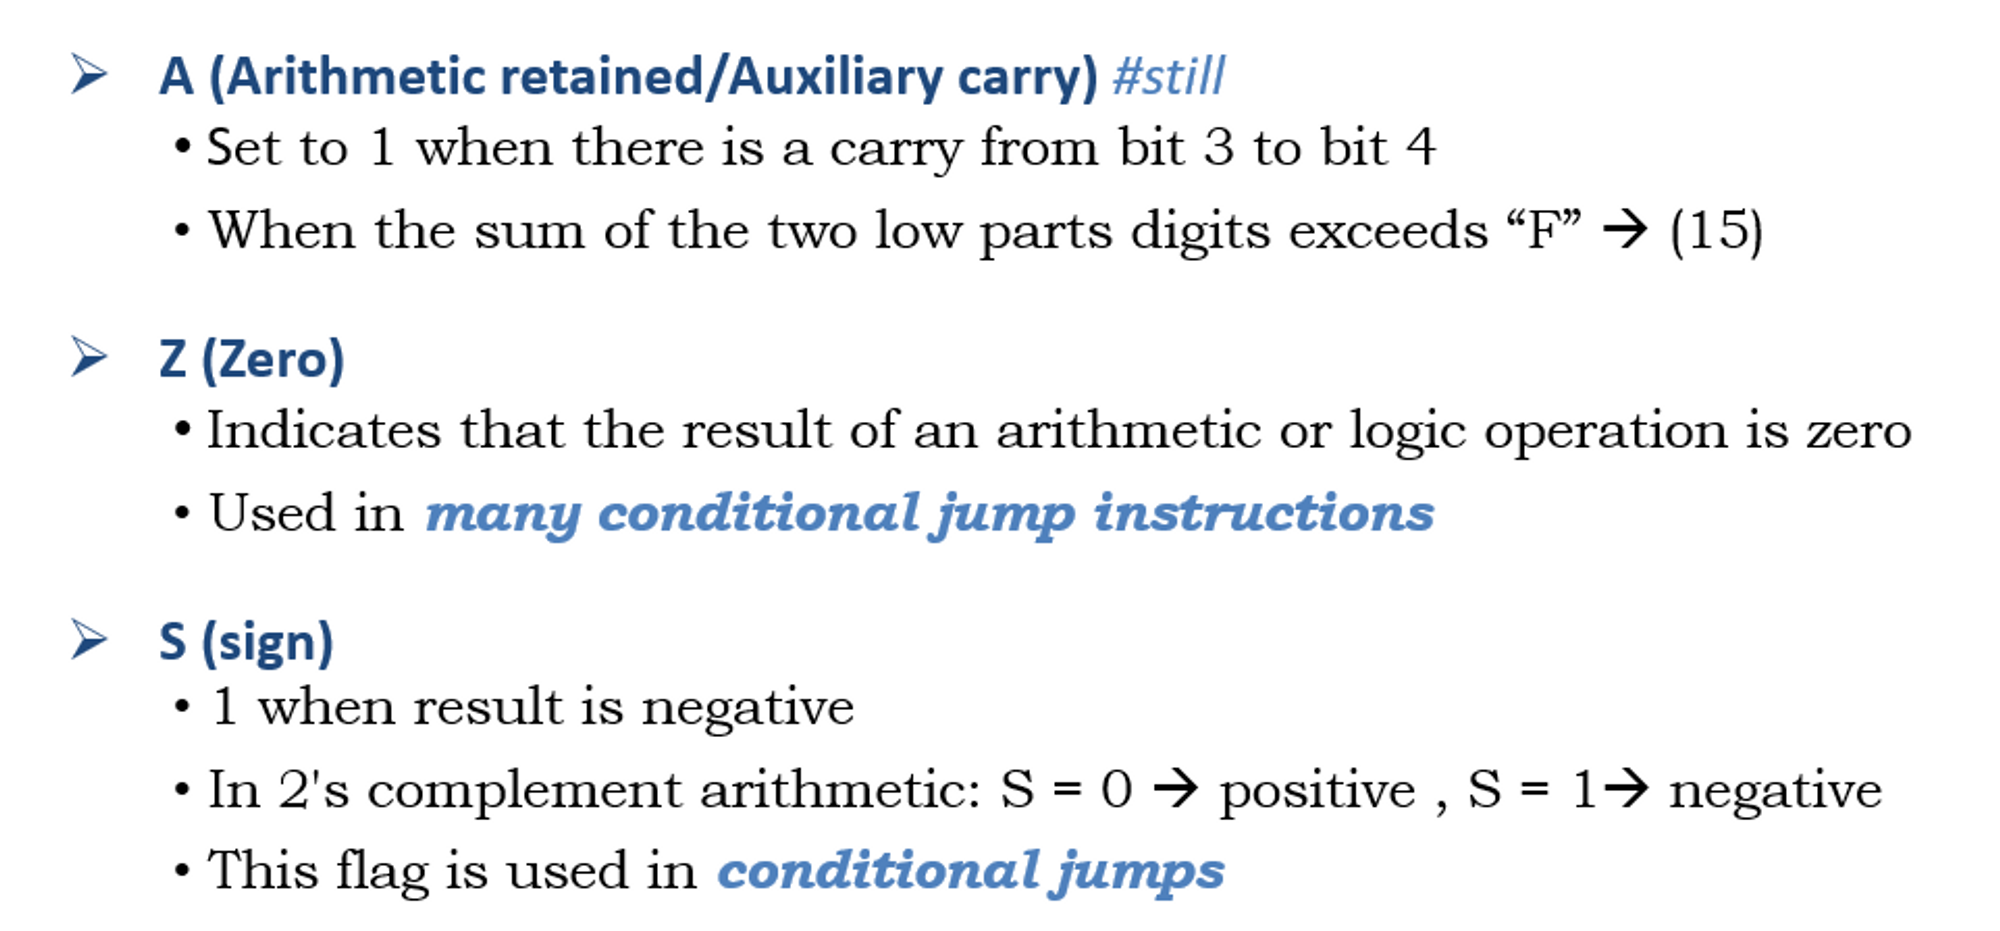 ➢ A (Arithmetic retained/Auxiliary carry) #still
• Set to 1 when there is a carry from bit 3 to bit 4
• When the sum of the two low parts digits exceeds “F” → (15)
➢ Z (Zero)
• Indicates that the result of an arithmetic or logic operation is zero
• Used in many conditional jump instructions
➢ S (sign)
• 1 when result is negative
• In 2's complement arithmetic: S = 0 → positive , S = 1→ negative
• This flag is used in conditional jumps